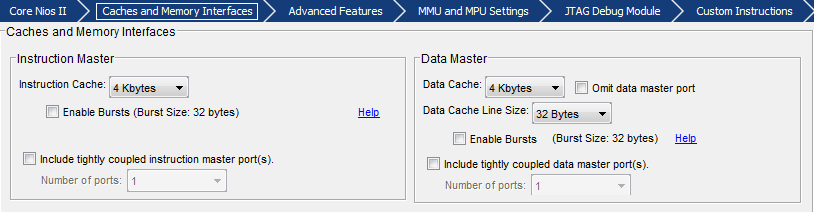 Core Nios II Caches and Memory Interfaces Advanced Features MMU and MPU Settings JTAG Debug Module Custom Instructions
Caches and Memory Interfaces
Instruction Master
Instruction Cache: 4 Kbytes
Enable Bursts (Burst Size: 32 bytes) Help
Include tightly coupled instruction master port(s).
Number of ports: 1
Data Master
Data Cache: 4 Kbytes Omit data master port
Data Cache Line Size: 32 Bytes
Enable Bursts (Burst Size: 32 bytes) Help
Include tightly coupled data master port(s).
Number of ports: 1